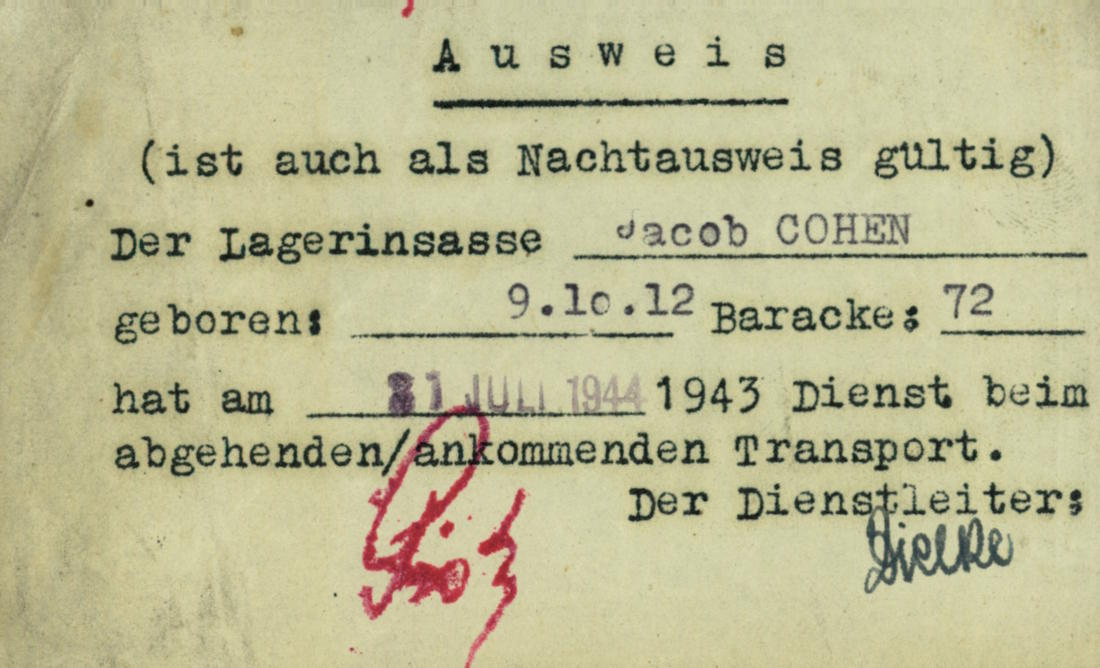 Ausweis
(ist auch als Nachtausweis gültig)
Der Lagerinsasse Jacob COHEN
geboren: 9.10.12 Baracke: 72
hat am 31 JULI 1944 1943 Dienst beim
abgehenden/ankommenden Transport.
Der Dienstleiter: